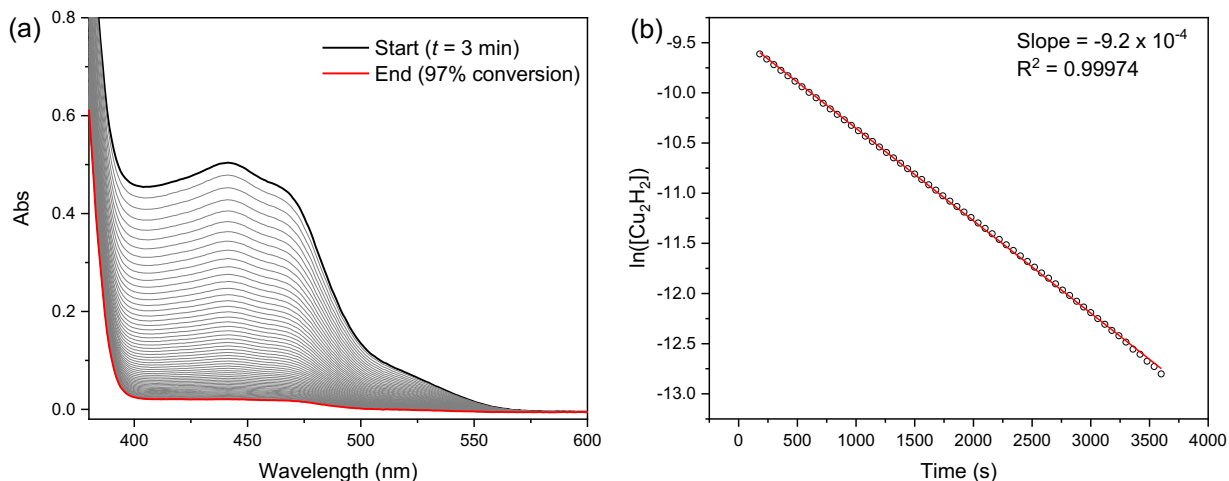 (a)
0.8
0.6
0.4
0.2
0.0
Abs
Start (t = 3 min)
End (97% conversion)
400
450
500
550
600
Wavelength (nm)
(b)
-9.5
-10.0
-10.5
-11.0
-11.5
-12.0
-12.5
-13.0
ln([Cu₂H₂])
Slope = -9.2 x 10⁻⁴
R² = 0.99974
0
500
1000
1500
2000
2500
3000
3500
4000
Time (s)